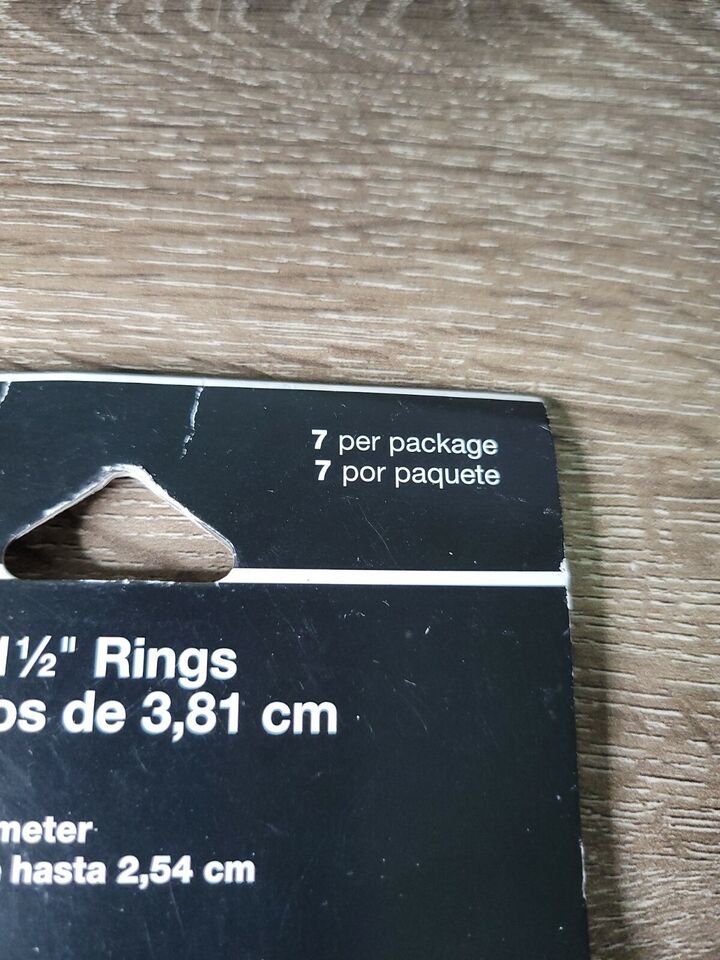 7 per package
7 por paquete
1½" Rings
os de 3,81 cm
meter
hasta 2,54 cm